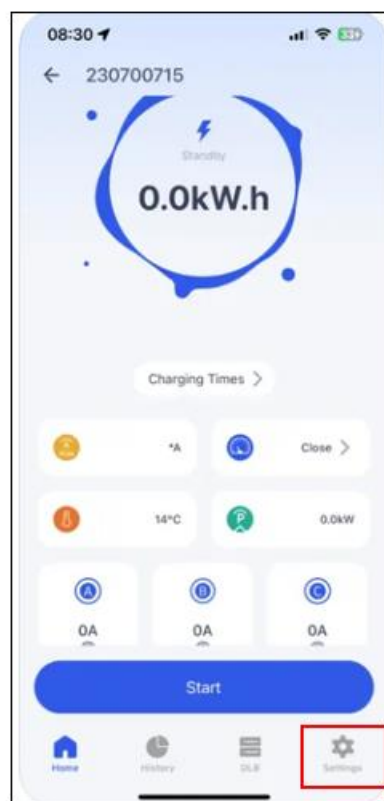 08:30
230700715
Standby
0.0kW.h
Charging Times
*A
Close
14°C
P
0.0kW
A
B
C
0A
0A
0A
Start
Home
History
DLB
Settings